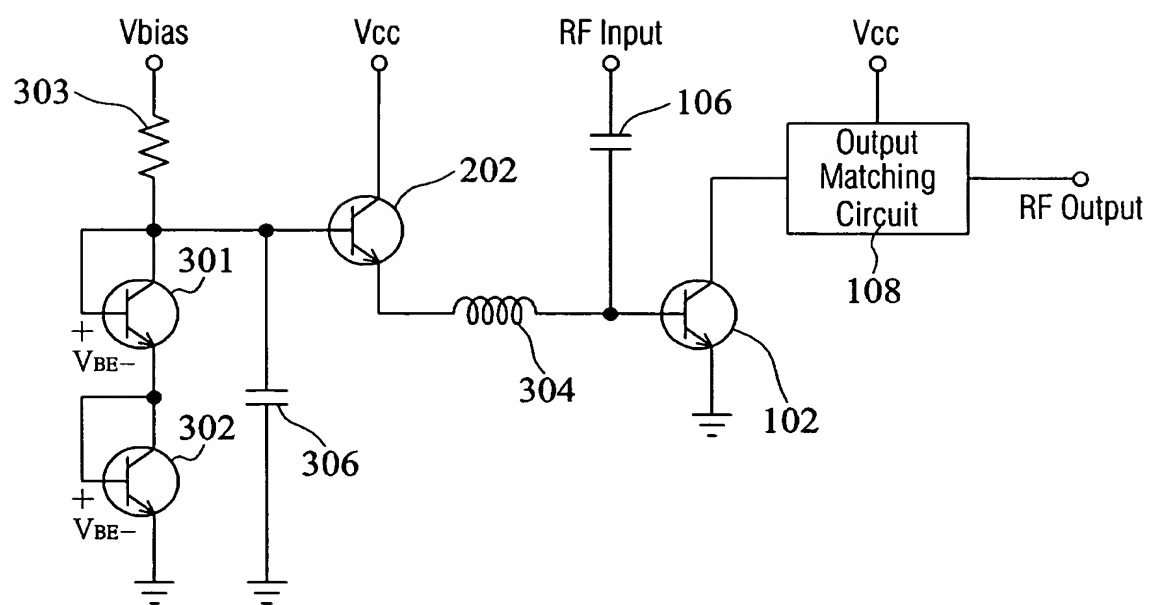 Vbias
Vcc
RF Input
Vcc
303
106
202
Output
Matching
Circuit
RF Output
301
108
+
VBE-
304
102
302
306
+
VBE-